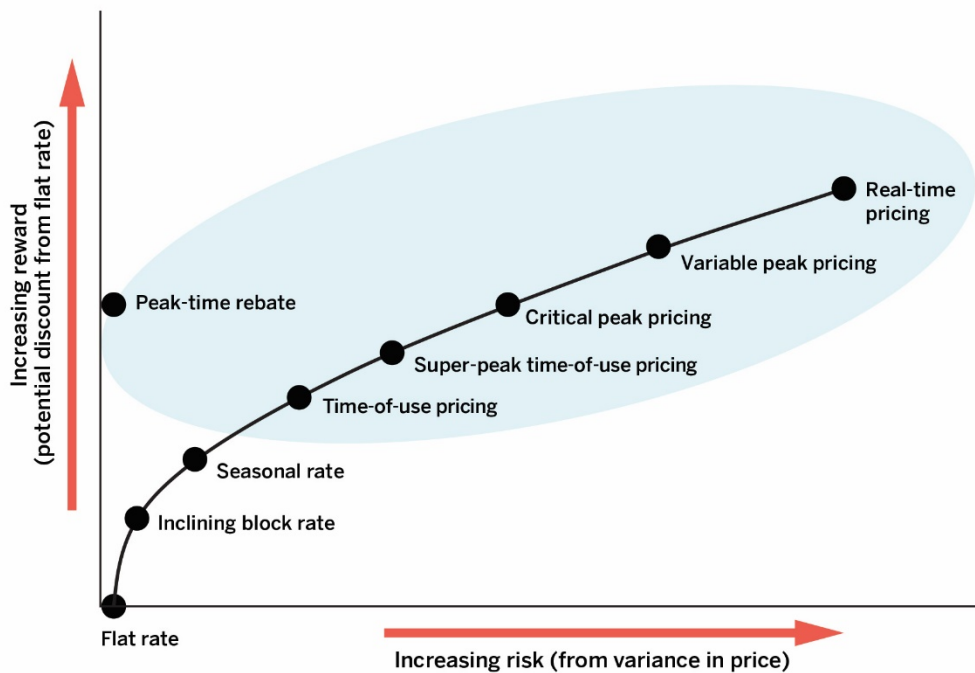 Increasing reward
(potential discount from flat rate)
Real-time
pricing
Variable peak pricing
Peak-time rebate
Critical peak pricing
Super-peak time-of-use pricing
Time-of-use pricing
Seasonal rate
Inclining block rate
Flat rate
Increasing risk (from variance in price)